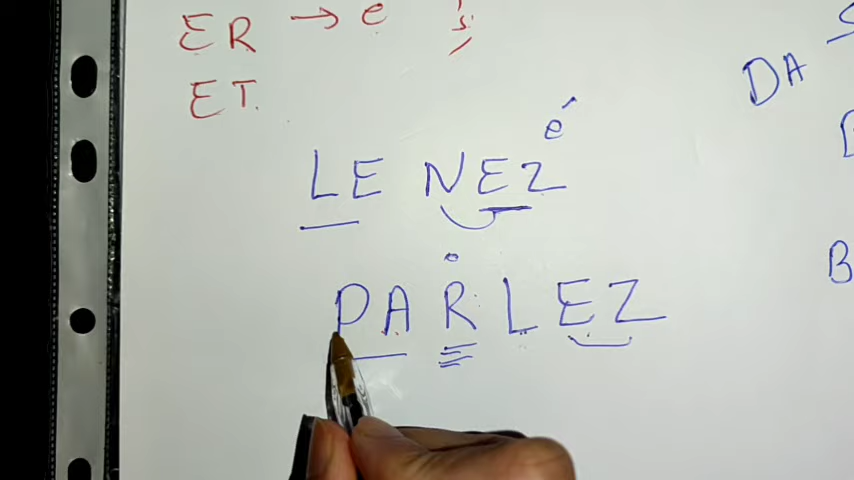 ER → e
ET.
é
LE NEZ
PARLEZ
DA
B